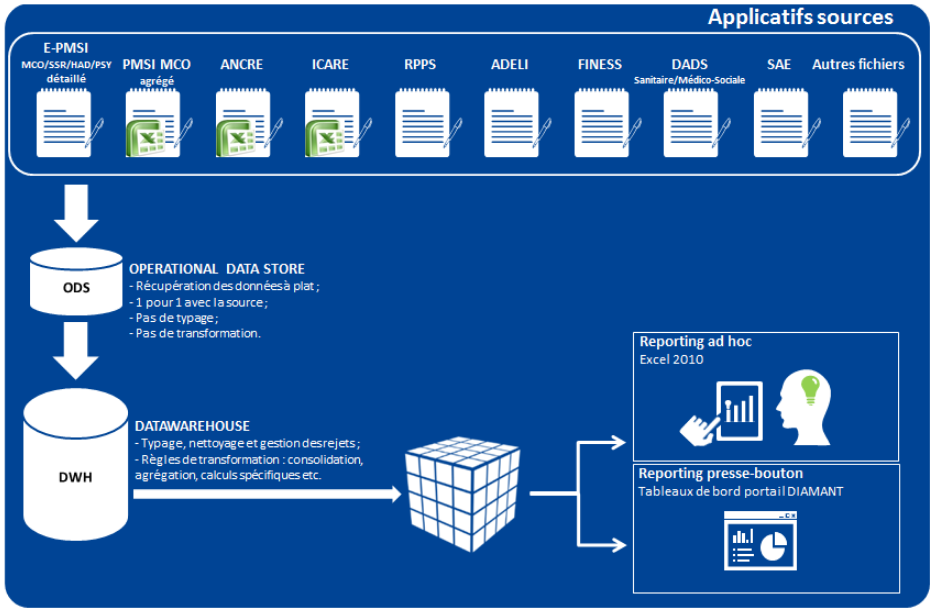 Applicatifs sources
E-PMSI
MCO/SSR/HAD/PSY
détaillé
PMSI MCO
agrégé
ANCRE
ICARE
RPPS
ADELI
FINESS
DADS
Sanitaire/Médico-Sociale
SAE
Autres fichiers
ODS
OPERATIONAL DATA STORE
- Récupération des données à plat ;
- 1 pour 1 avec la source ;
- Pas de typage ;
- Pas de transformation.
DWH
DATAWAREHOUSE
- Typage, nettoyage et gestion des rejets ;
- Règles de transformation : consolidation,
agrégation, calculs spécifiques etc.
Reporting ad hoc
Excel 2010
Reporting presse-bouton
Tableaux de bord portail DIAMANT